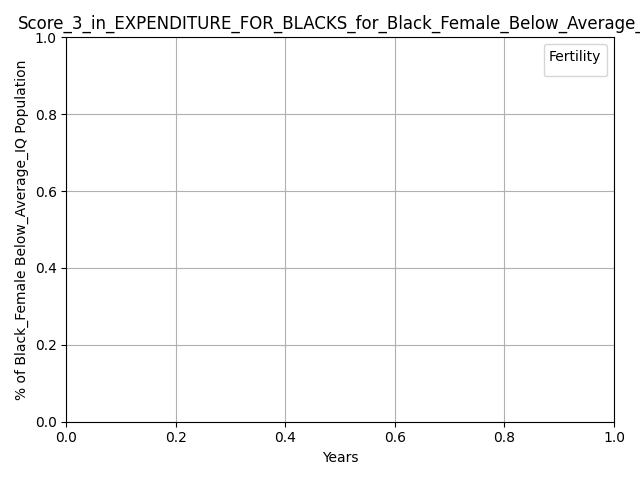 Score_3_in_EXPENDITURE_FOR_BLACKS_for_Black_Female_Below_Average_
Fertility
% of Black_Female Below_Average_IQ Population
1.0
0.8
0.6
0.4
0.2
0.0
0.0 0.2 0.4 0.6 0.8 1.0
Years